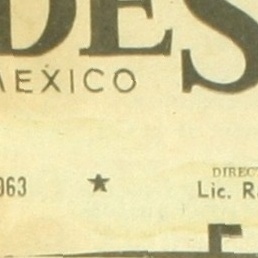 DES
MEXICO
063 ★ DIRECT
Lic. R